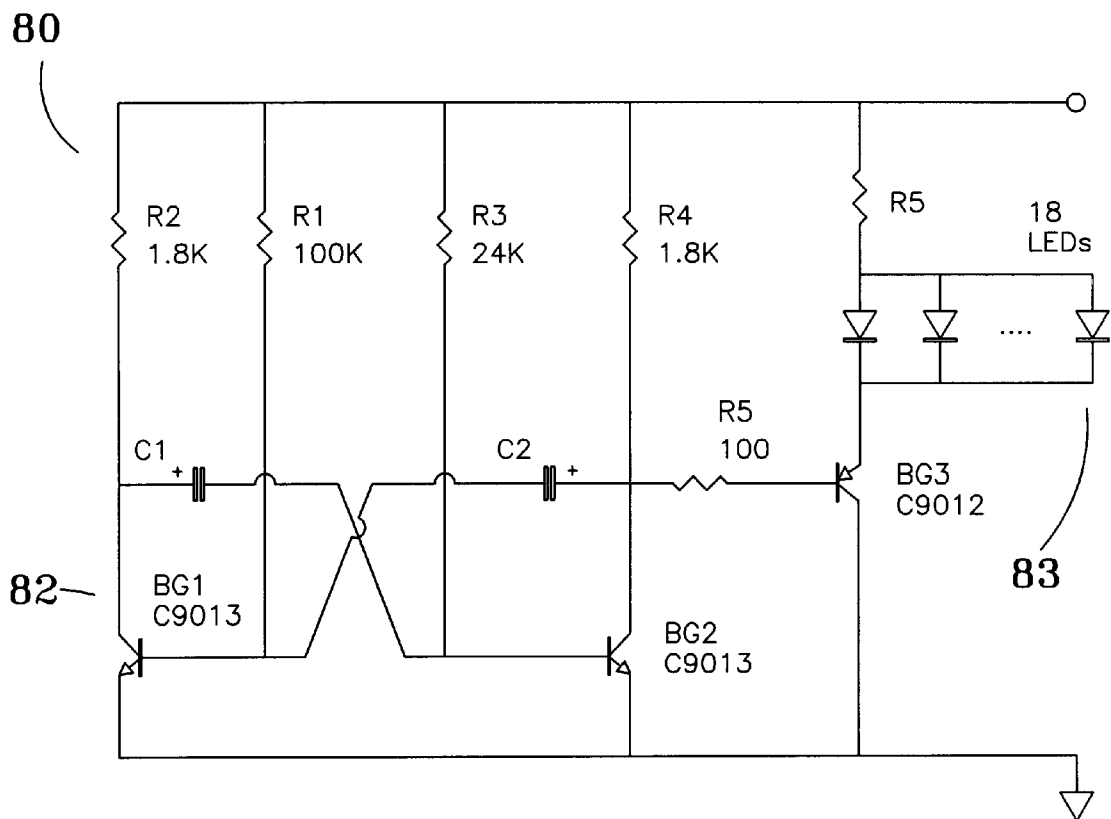 80
R2
1.8K
R1
100K
R3
24K
R4
1.8K
R5
18
LEDs
....
C1
+
C2
+
R5
100
BG3
C9012
82
BG1
C9013
BG2
C9013
83